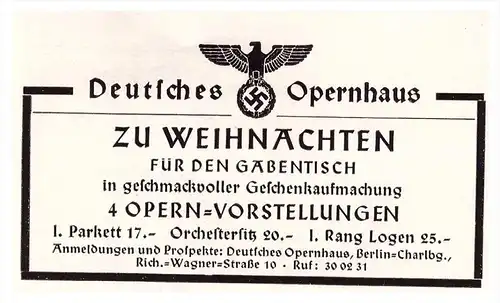 Deutſches Opernhaus
ZU WEIHNACHTEN
FÜR DEN GABENTISCH
in geſchmackvoller Geſchenkaufmachung
4 OPERN=VORSTELLUNGEN
I. Parkett 17.- Orcheſterſitz 20.- I. Rang Logen 25.-
Anmeldungen und Proſpekte: Deutſches Opernhaus, Berlin=Charlbg.,
Rich.=Wagner=Straße 10 · Ruf: 30 02 31